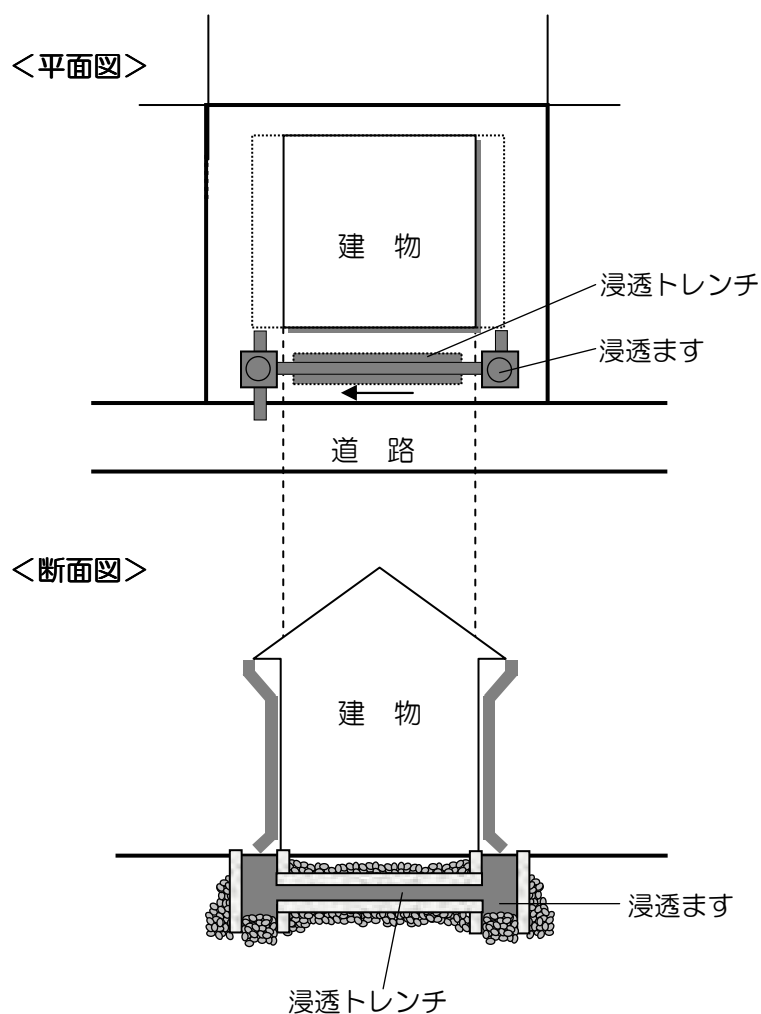 ＜平面図＞
建　物
浸透トレンチ
浸透ます
道　路
＜断面図＞
建　物
浸透ます
浸透トレンチ